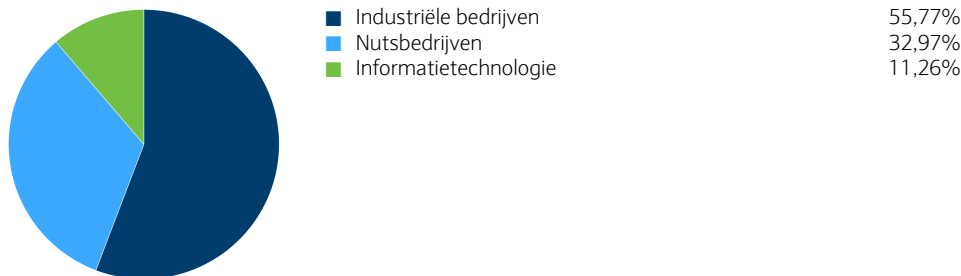 Industriële bedrijven 55,77%
Nutsbedrijven 32,97%
Informatietechnologie 11,26%